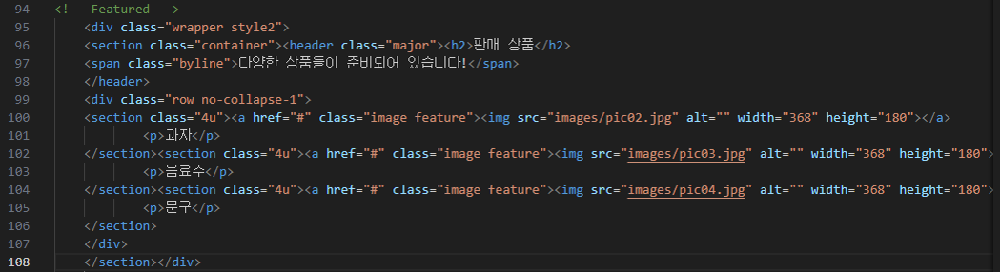 94 <!-- Featured -->
95 <div class="wrapper style2">
96 <section class="container"><header class="major"><h2>판매 상품</h2>
97 <span class="byline">다양한 상품들이 준비되어 있습니다!</span>
98 </header>
99 <div class="row no-collapse-1">
100 <section class="4u"><a href="#" class="image feature"><img src="images/pic02.jpg" alt="" width="368" height="180"></a>
101 <p>과자</p>
102 </section><section class="4u"><a href="#" class="image feature"><img src="images/pic03.jpg" alt="" width="368" height="180">
103 <p>음료수</p>
104 </section><section class="4u"><a href="#" class="image feature"><img src="images/pic04.jpg" alt="" width="368" height="180">
105 <p>문구</p>
106 </section>
107 </div>
108 </section></div>